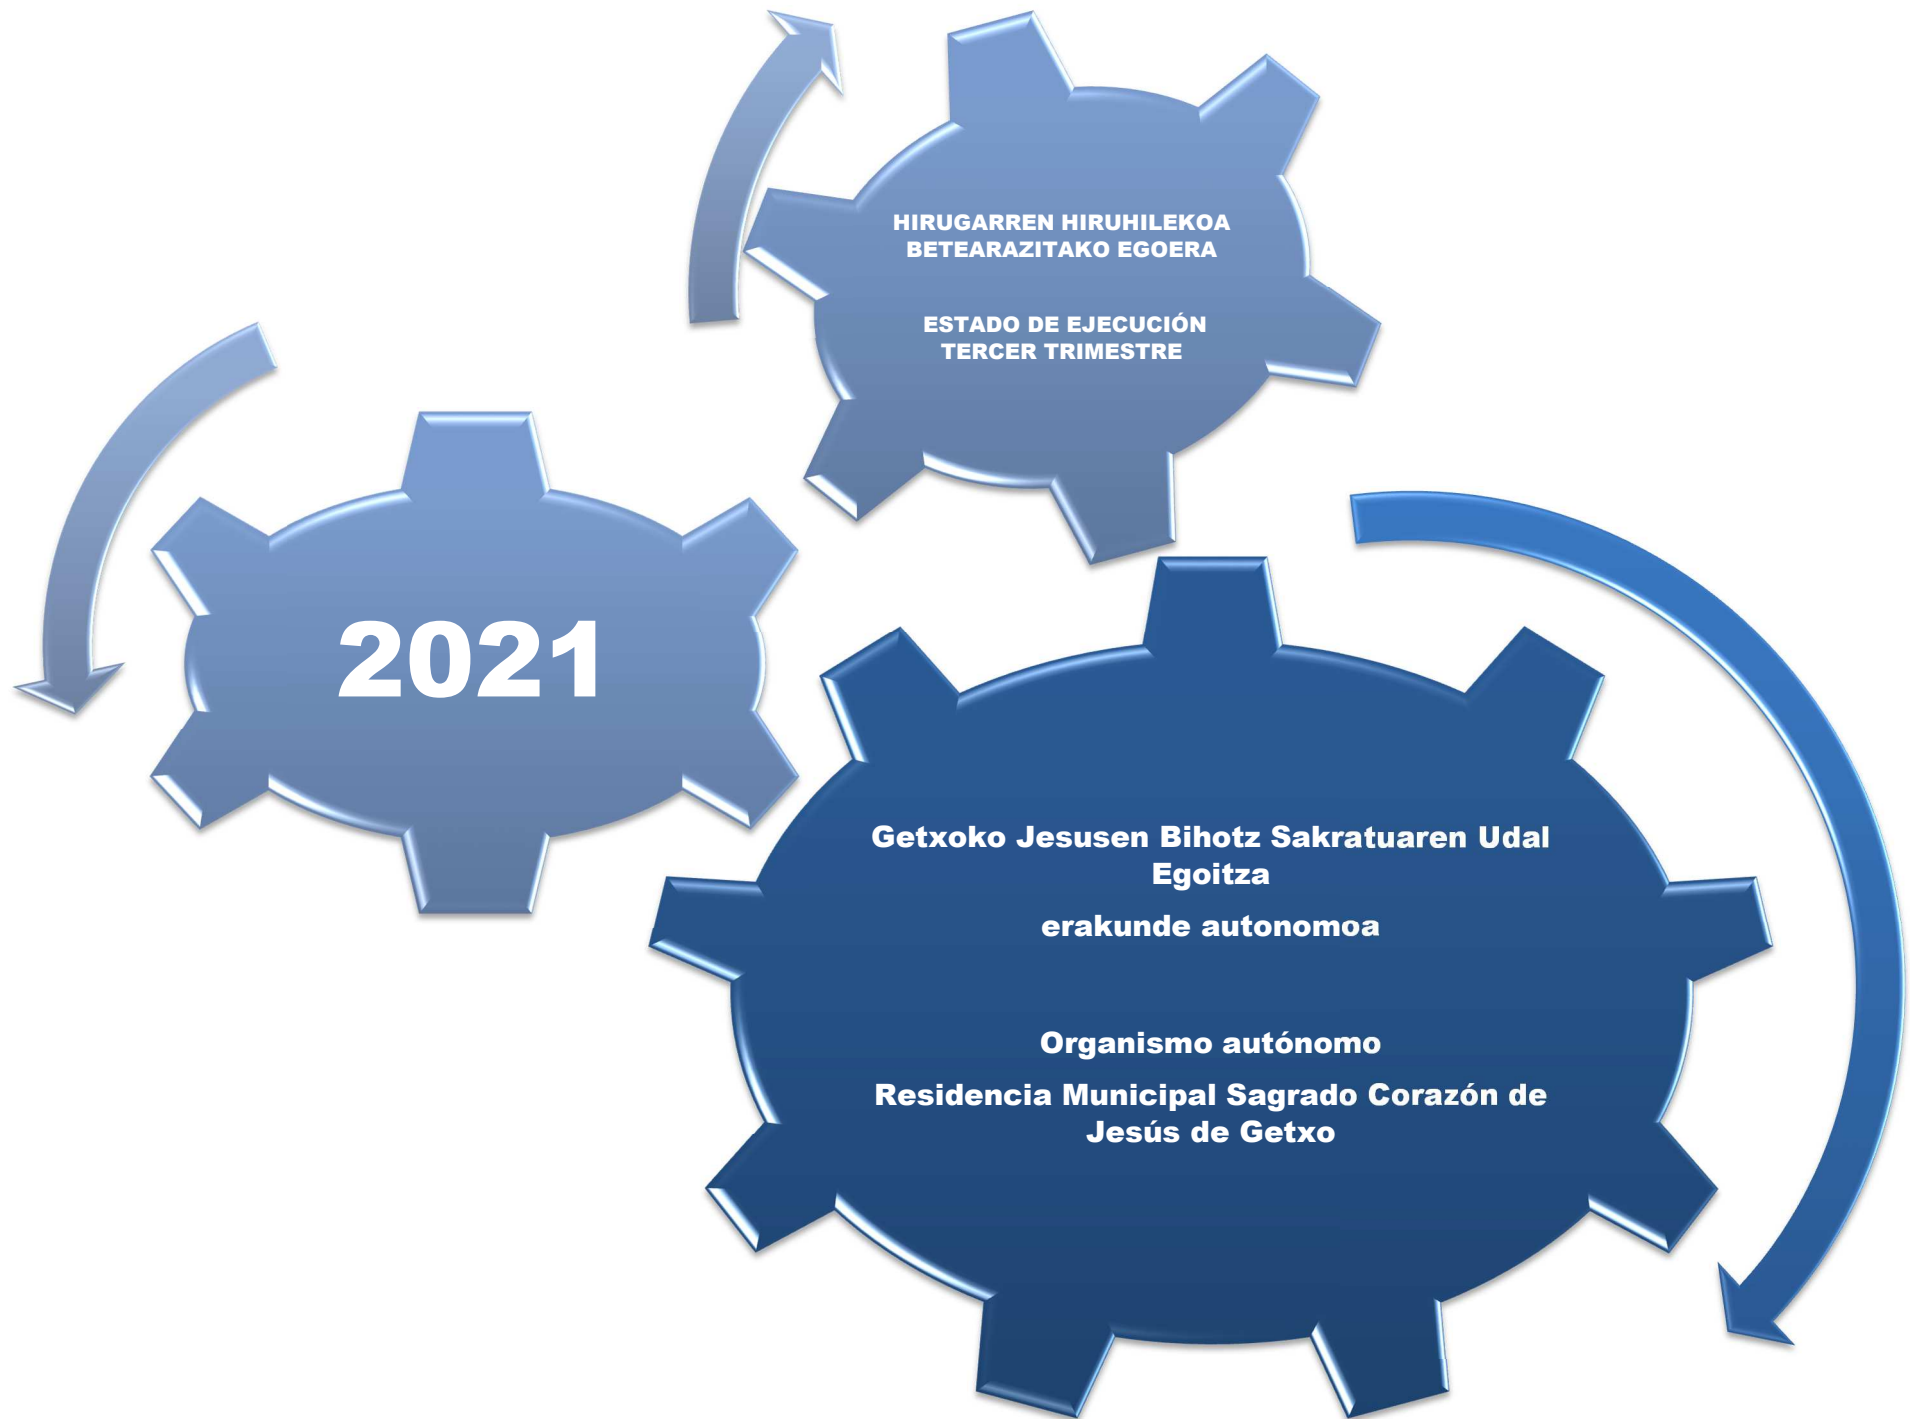 HIRUGARREN HIRUHILEKOA
BETEARAZITAKO EGOERA
ESTADO DE EJECUCIÓN
TERCER TRIMESTRE
2021
Getxoko Jesusen Bihotz Sakratuaren Udal
Egoitza
erakunde autonomoa
Organismo autónomo
Residencia Municipal Sagrado Corazón de
Jesús de Getxo